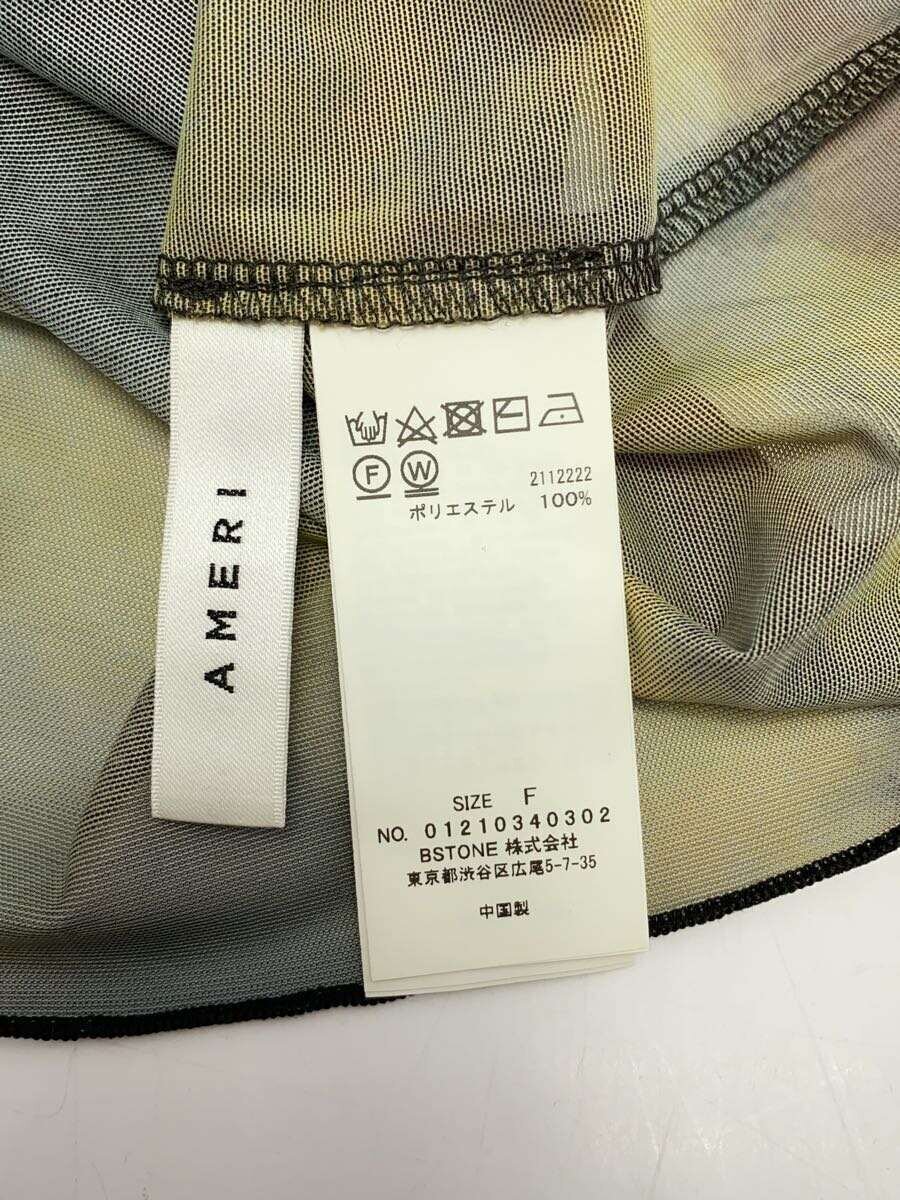 AMERI
F W
2112222
ポリエステル 100%
SIZE F
NO. 01210340302
BSTONE 株式会社
東京都渋谷区広尾5-7-35
中国製